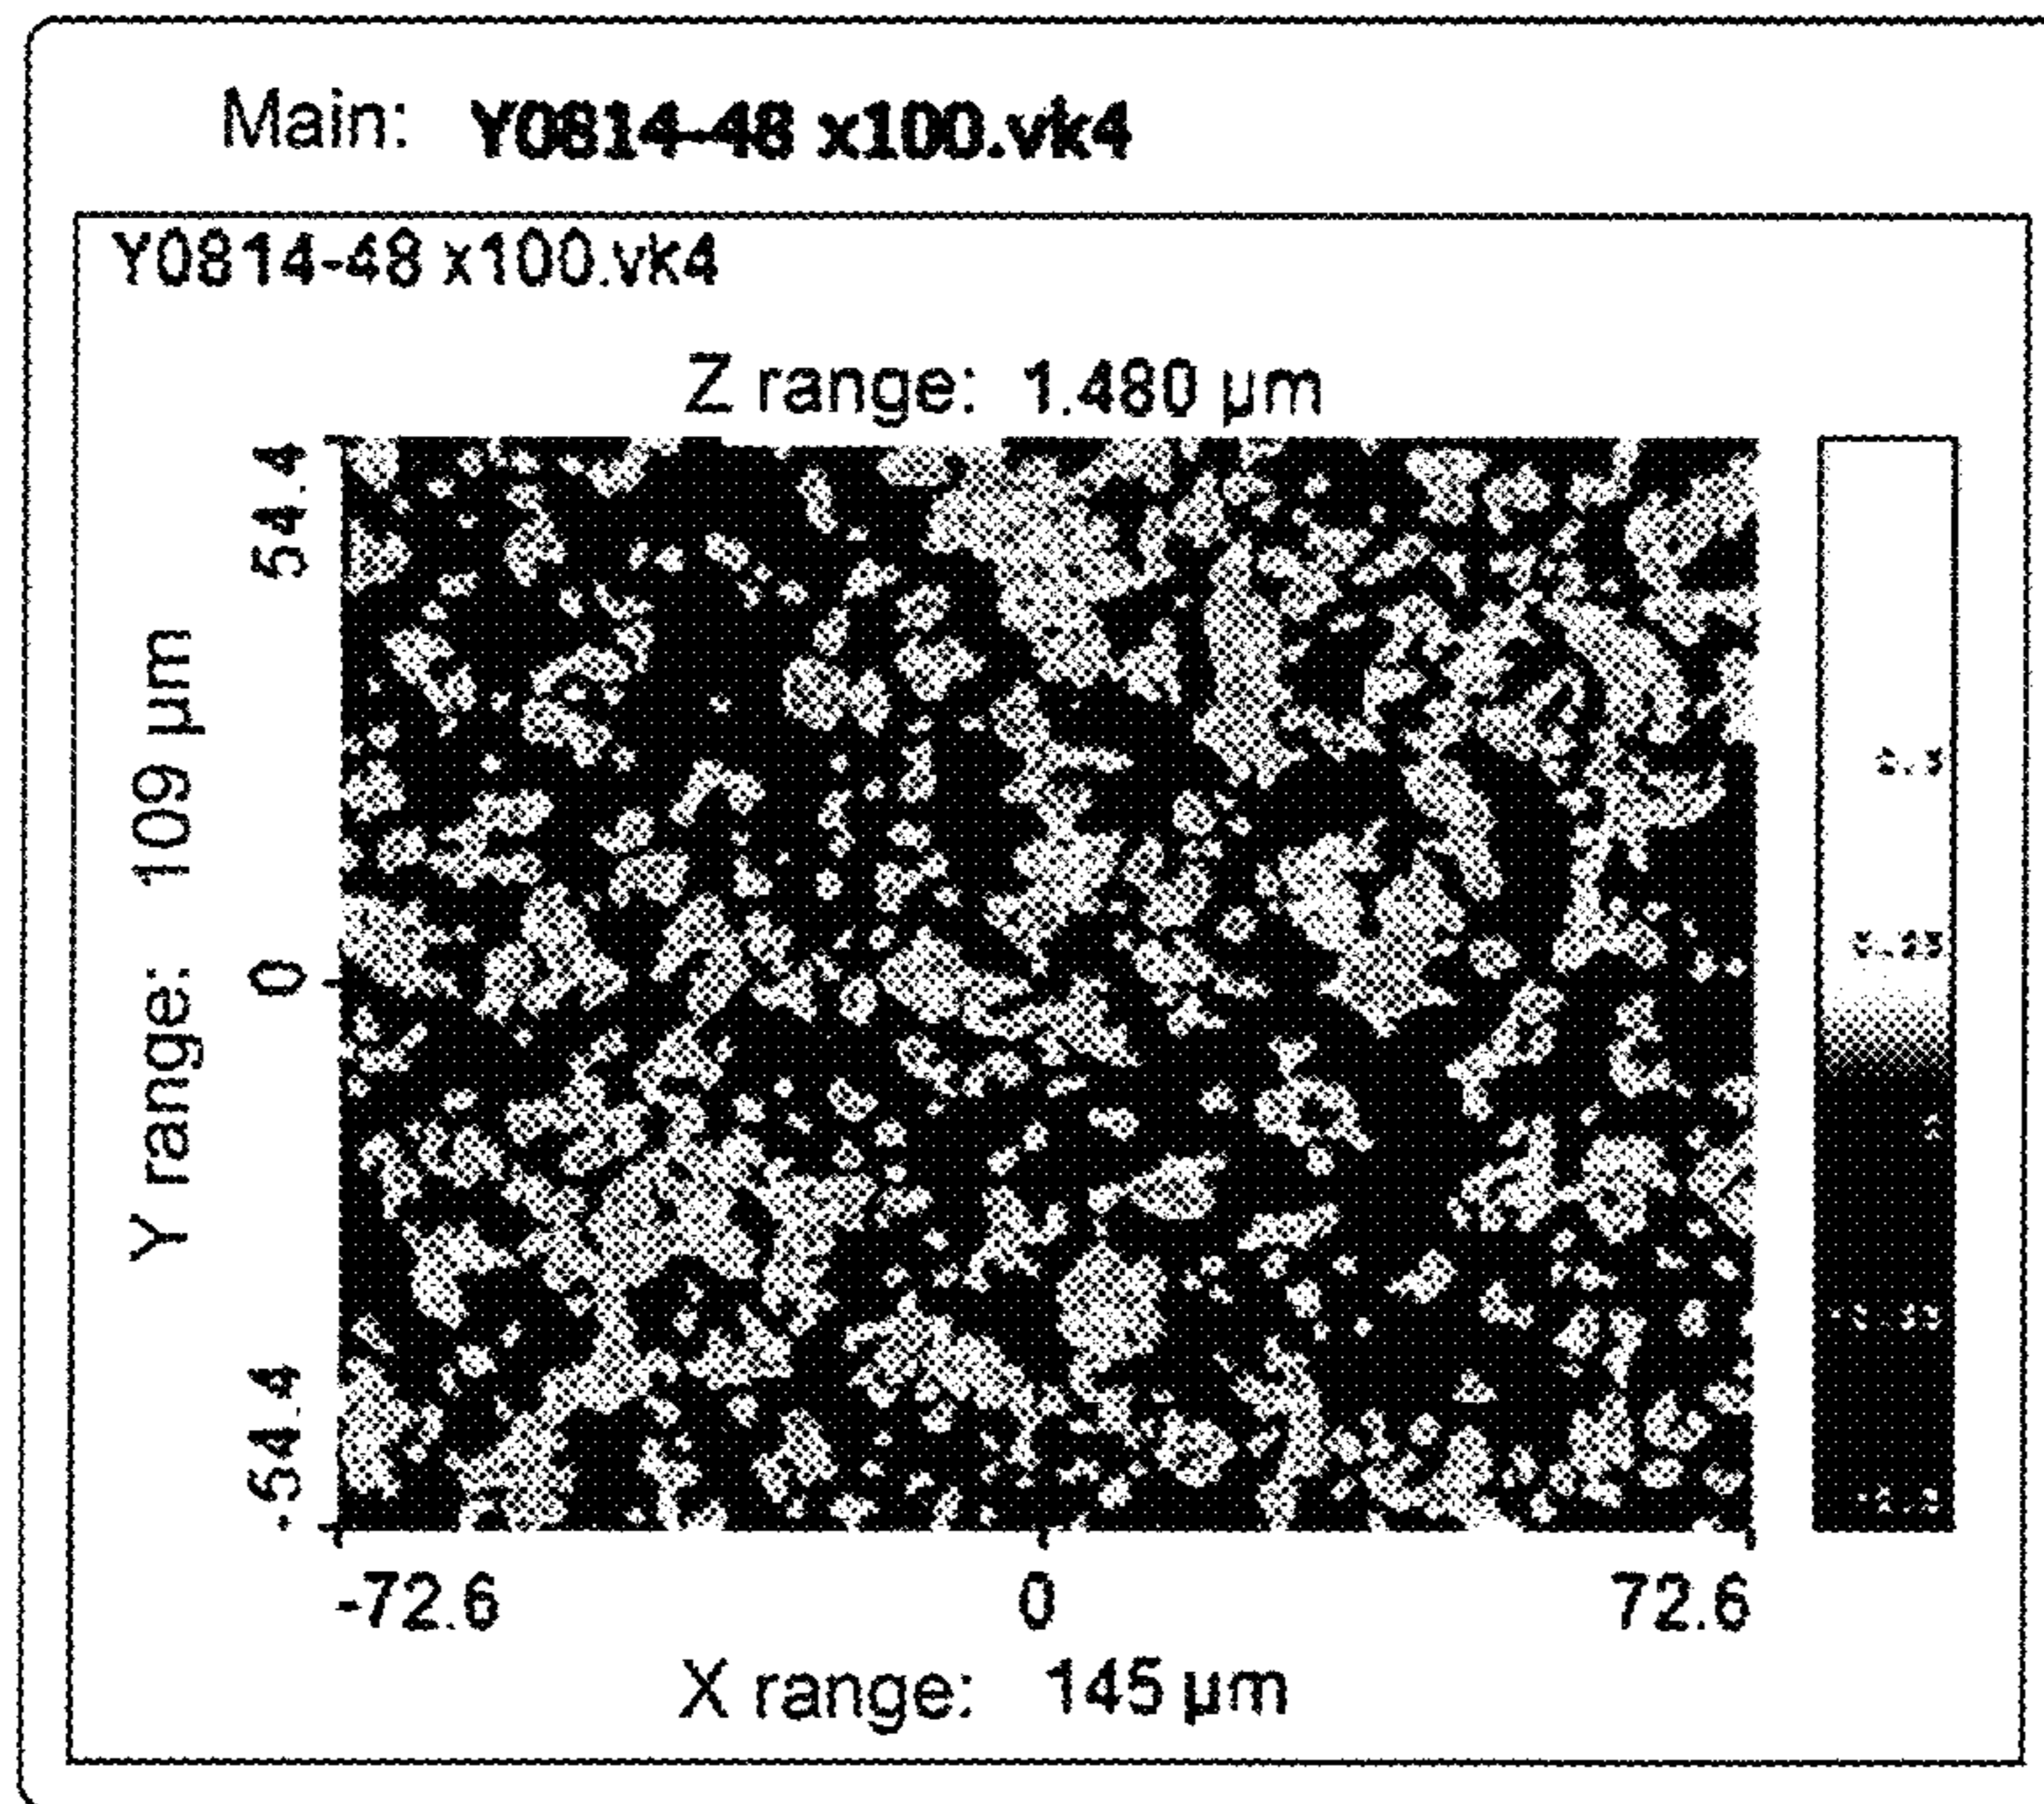 Main: Y0814-48 x100.vk4
Y0814-48 x100.vk4
Z range: 1.480 µm
54.4
Y range: 109 µm
0
-54.4
-72.6
0
72.6
X range: 145 µm